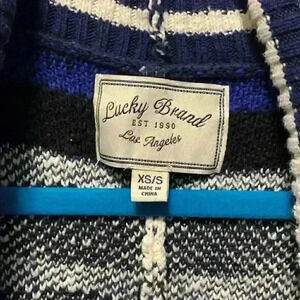 Lucky Brand
EST. 1990
Los Angeles
XS/S
MADE IN
CHINA